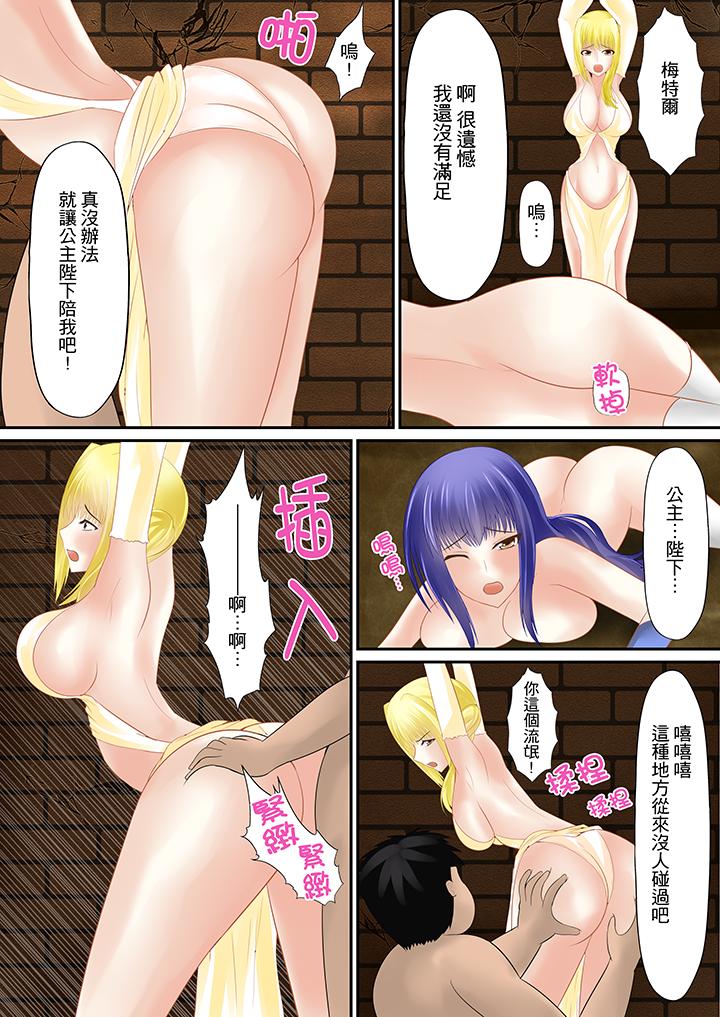 梅特爾
啊 很遺憾
我還沒有滿足
嗚…
軟掉
啪
嗚！
真沒辦法
就讓公主陛下陪我吧！
公主…陛下…
嗚嗚…
嘻嘻嘻
這種地方從來沒人碰過吧
你這個流氓！
揉捏
揉捏
插入
———啊…啊…
緊緻
緊緻